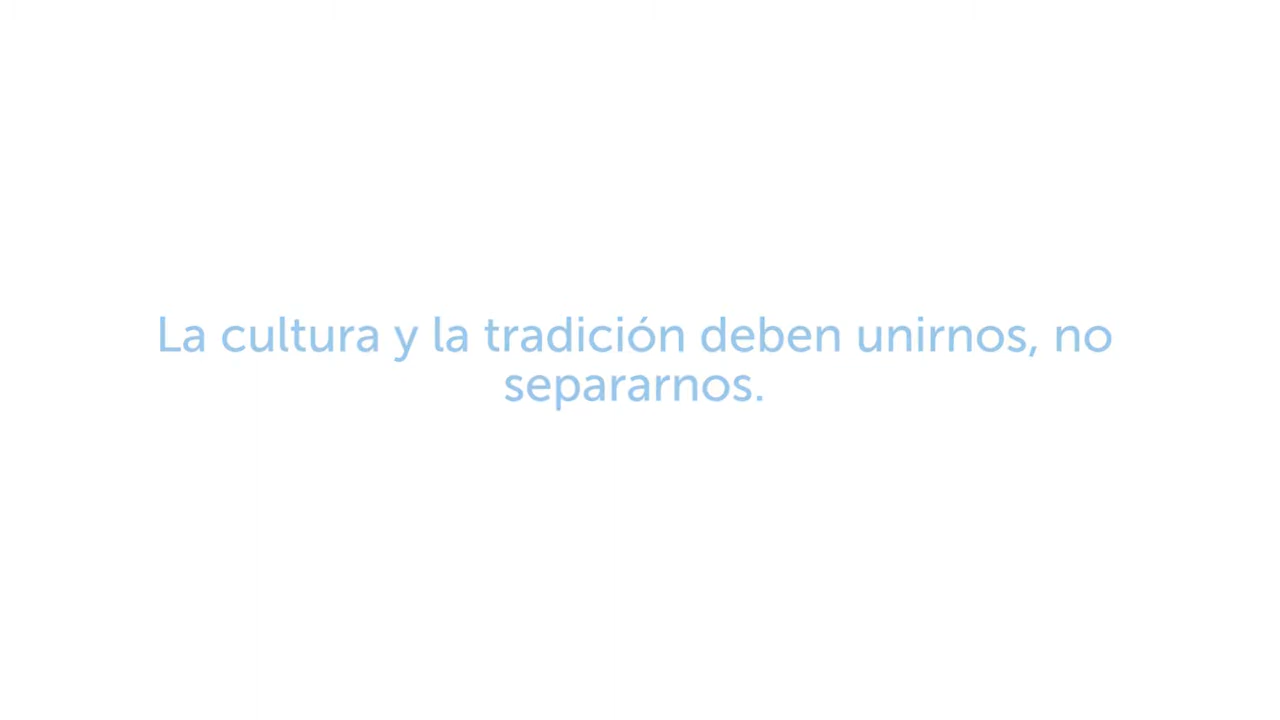 La cultura y la tradición deben unirnos, no
separarnos.